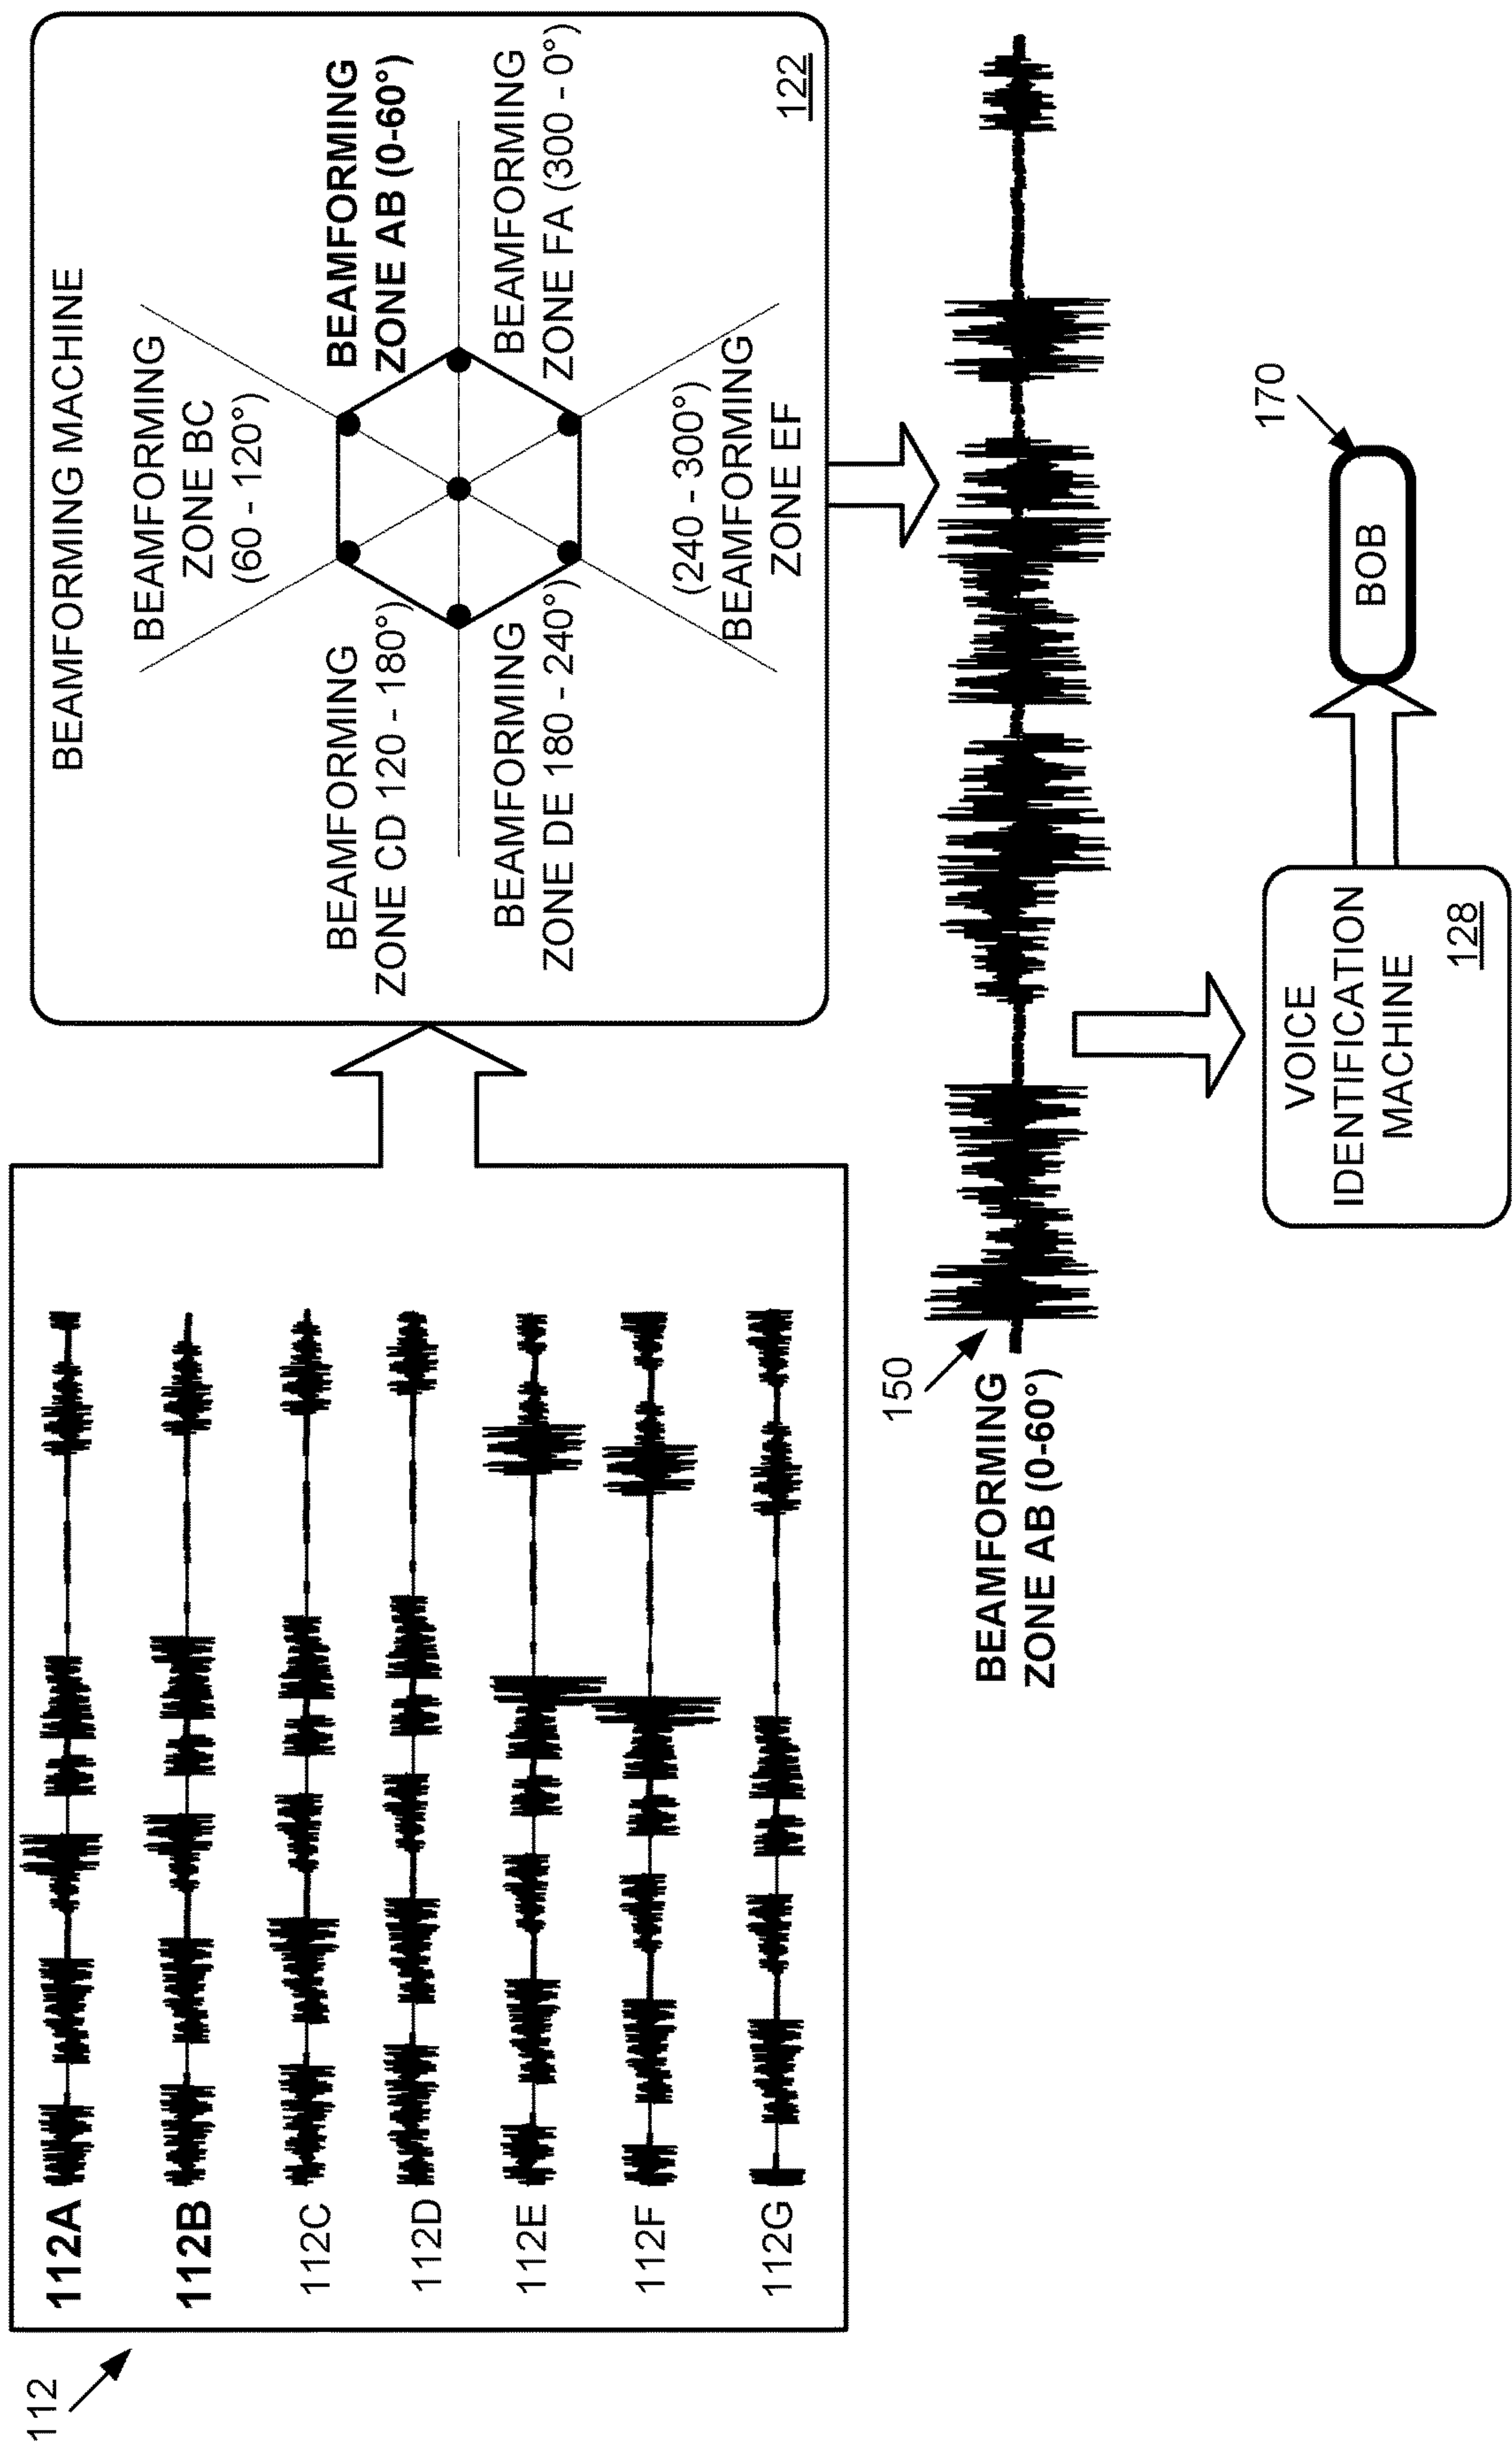 112
112A
112B
112C
112D
112E
112F
112G
BEAMFORMING MACHINE
BEAMFORMING
ZONE BC
(60 - 120°)
BEAMFORMING
ZONE CD 120 - 180°)
BEAMFORMING
ZONE AB (0-60°)
BEAMFORMING
ZONE DE 180 - 240°)
BEAMFORMING
ZONE FA (300 - 0°)
(240 - 300°)
BEAMFORMING
ZONE EF
122
150
BEAMFORMING
ZONE AB (0-60°)
VOICE
IDENTIFICATION
MACHINE
128
BOB
170